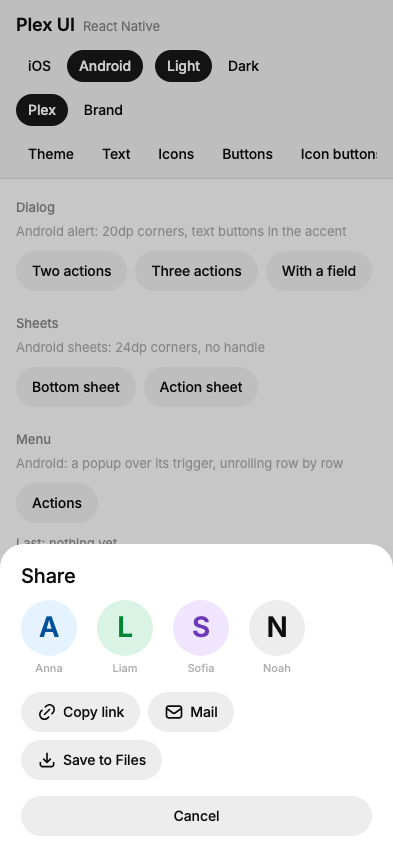 Plex UI React Native
iOS Android Light Dark
Plex Brand
Theme Text Icons Buttons Icon buttons
Dialog
Android alert: 20dp corners, text buttons in the accent
Two actions Three actions With a field
Sheets
Android sheets: 24dp corners, no handle
Bottom sheet Action sheet
Menu
Android: a popup over its trigger, unrolling row by row
Actions
Last: nothing yet
Share
A L S N
Anna Liam Sofia Noah
Copy link Mail
Save to Files
Cancel